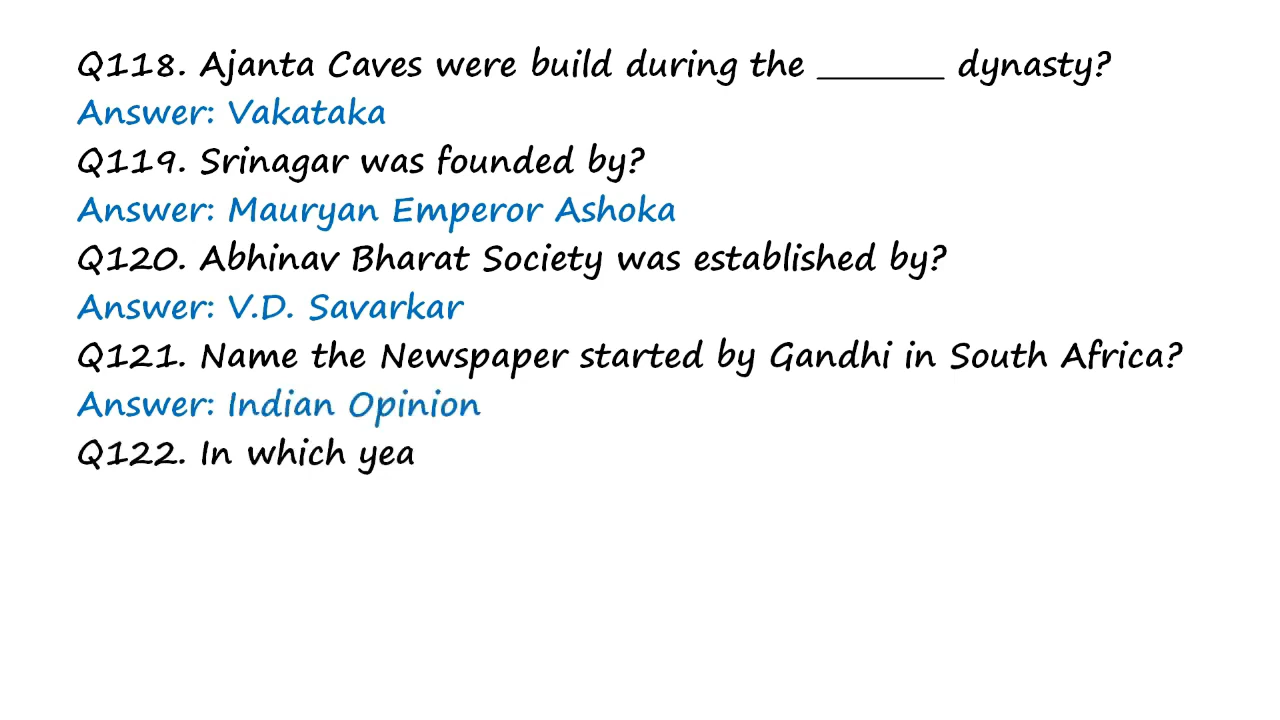 Q118. Ajanta Caves were build during the _______ dynasty?
Answer: Vakataka
Q119. Srinagar was founded by?
Answer: Mauryan Emperor Ashoka
Q120. Abhinav Bharat Society was established by?
Answer: V.D. Savarkar
Q121. Name the Newspaper started by Gandhi in South Africa?
Answer: Indian Opinion
Q122. In which yea